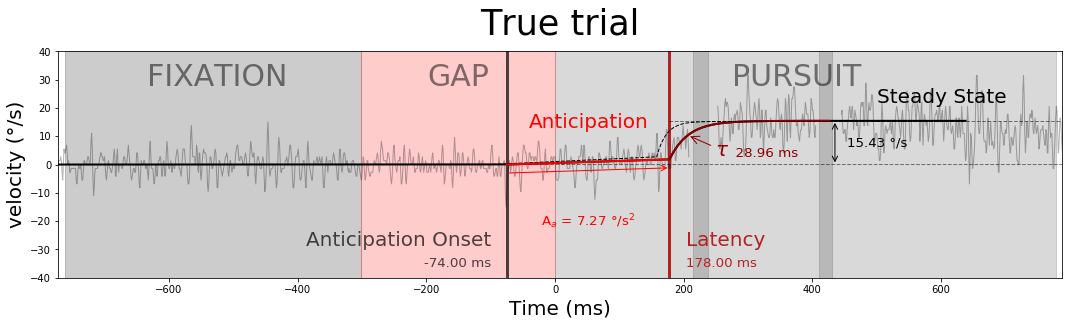 True trial
FIXATION
GAP
PURSUIT
Steady State
Anticipation
τ 28.96 ms
15.43 °/s
A_a = 7.27 °/s²
Anticipation Onset
-74.00 ms
Latency
178.00 ms
velocity (°/s)
40
30
20
10
0
−10
−20
−30
−40
−600
−400
−200
0
200
400
600
Time (ms)